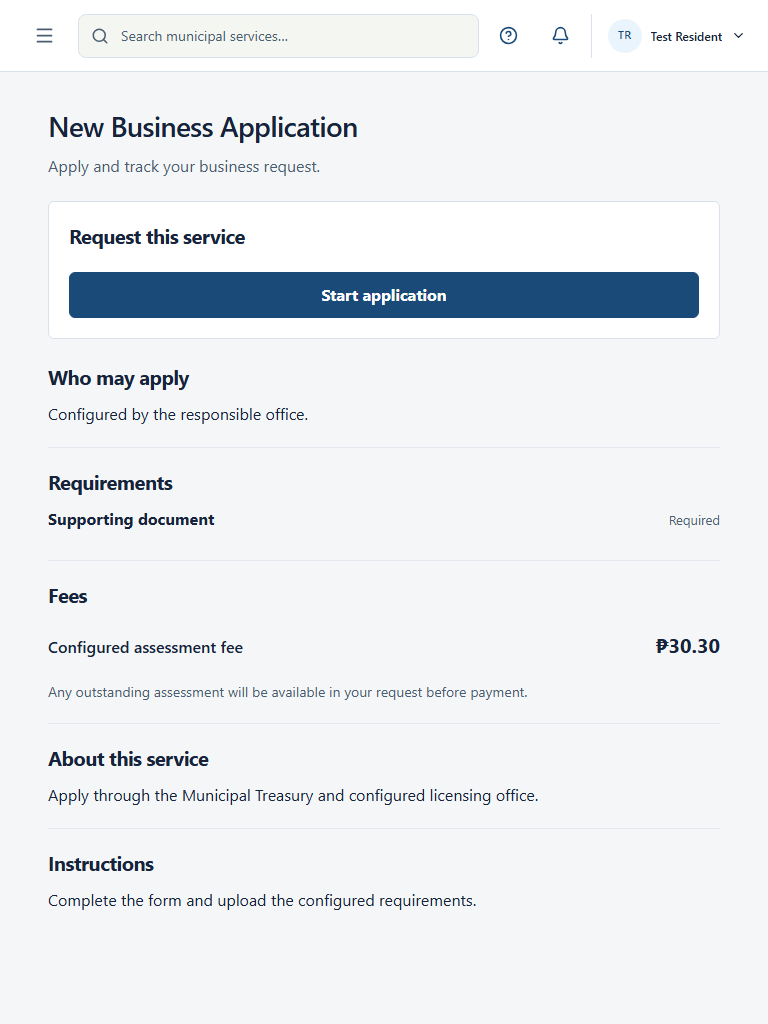 Search municipal services...
TR
Test Resident
New Business Application
Apply and track your business request.
Request this service
Start application
Who may apply
Configured by the responsible office.
Requirements
Supporting document
Required
Fees
Configured assessment fee
₱30.30
Any outstanding assessment will be available in your request before payment.
About this service
Apply through the Municipal Treasury and configured licensing office.
Instructions
Complete the form and upload the configured requirements.